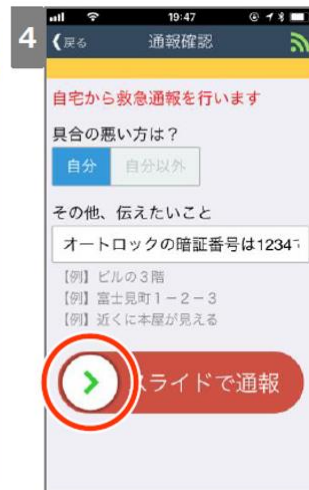 4
19:47
戻る
通報確認
自宅から救急通報を行います
具合の悪い方は？
自分 自分以外
その他、伝えたいこと
オートロックの暗証番号は1234
【例】ビルの3階
【例】富士見町1－2－3
【例】近くに本屋が見える
スライドで通報